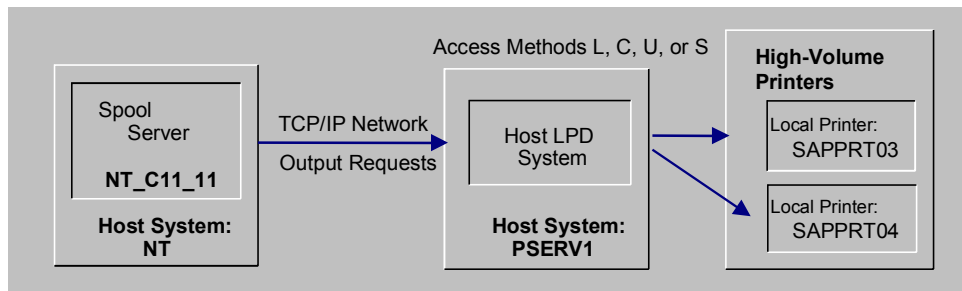 Access Methods L, C, U, or S
Spool
Server
NT_C11_11
Host System:
NT
TCP/IP Network
Output Requests
Host LPD
System
Host System:
PSERV1
High-Volume
Printers
Local Printer:
SAPPRT03
Local Printer:
SAPPRT04